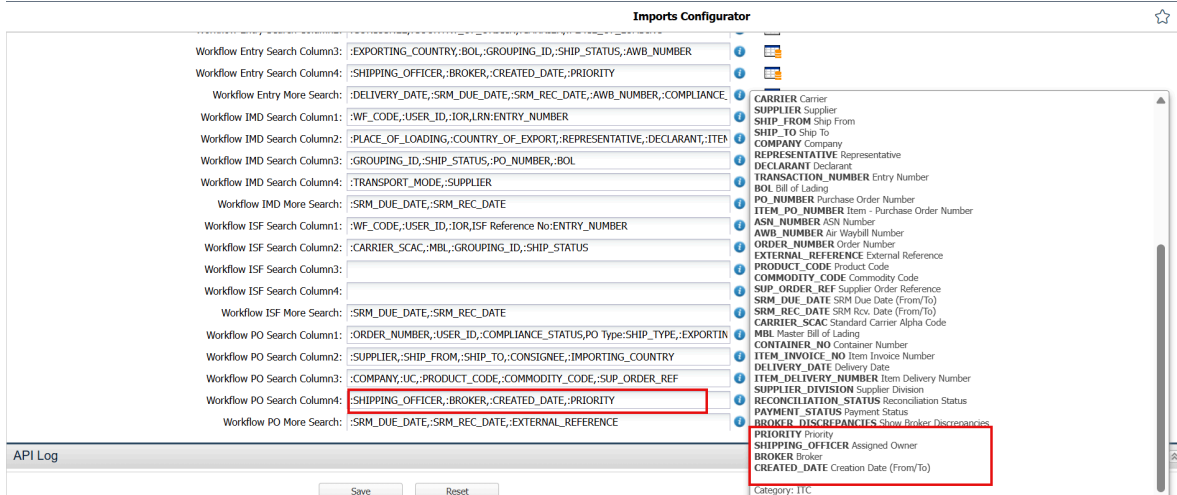 Imports Configurator
Workflow Entry Search Column3: :EXPORTING_COUNTRY,:BOL,:GROUPING_ID,:SHIP_STATUS,:AWB_NUMBER
Workflow Entry Search Column4: :SHIPPING_OFFICER,:BROKER,:CREATED_DATE,:PRIORITY
Workflow Entry More Search: :DELIVERY_DATE,:SRM_DUE_DATE,:SRM_REC_DATE,:AWB_NUMBER,:COMPLIANCE_
Workflow IMD Search Column1: :WF_CODE,:USER_ID,:IOR,LRN:ENTRY_NUMBER
Workflow IMD Search Column2: :PLACE_OF_LOADING,:COUNTRY_OF_EXPORT,:REPRESENTATIVE,:DECLARANT,:ITEM
Workflow IMD Search Column3: :GROUPING_ID,:SHIP_STATUS,:PO_NUMBER,:BOL
Workflow IMD Search Column4: :TRANSPORT_MODE,:SUPPLIER
Workflow IMD More Search: :SRM_DUE_DATE,:SRM_REC_DATE
Workflow ISF Search Column1: :WF_CODE,:USER_ID,:IOR,ISF Reference No:ENTRY_NUMBER
Workflow ISF Search Column2: :CARRIER_SCAC,:MBL,:GROUPING_ID,:SHIP_STATUS
Workflow ISF Search Column3:
Workflow ISF Search Column4:
Workflow ISF More Search: :SRM_DUE_DATE,:SRM_REC_DATE
Workflow PO Search Column1: :ORDER_NUMBER,:USER_ID,:COMPLIANCE_STATUS,PO Type:SHIP_TYPE,:EXPORTIN
Workflow PO Search Column2: :SUPPLIER,:SHIP_FROM,:SHIP_TO,:CONSIGNEE,:IMPORTING_COUNTRY
Workflow PO Search Column3: :COMPANY,:UC,:PRODUCT_CODE,:COMMODITY_CODE,:SUP_ORDER_REF
Workflow PO Search Column4: :SHIPPING_OFFICER,:BROKER,:CREATED_DATE,:PRIORITY
Workflow PO More Search: :SRM_DUE_DATE,:SRM_REC_DATE,:EXTERNAL_REFERENCE
CARRIER Carrier
SUPPLIER Supplier
SHIP_FROM Ship From
SHIP_TO Ship To
COMPANY Company
REPRESENTATIVE Representative
DECLARANT Declarant
TRANSACTION_NUMBER Entry Number
BOL Bill of Lading
PO_NUMBER Purchase Order Number
ITEM_PO_NUMBER Item - Purchase Order Number
ASN_NUMBER ASN Number
AWB_NUMBER Air Waybill Number
ORDER_NUMBER Order Number
EXTERNAL_REFERENCE External Reference
PRODUCT_CODE Product Code
COMMODITY_CODE Commodity Code
SUP_ORDER_REF Supplier Order Reference
SRM_DUE_DATE SRM Due Date (From/To)
SRM_REC_DATE SRM Rcv. Date (From/To)
CARRIER_SCAC Standard Carrier Alpha Code
MBL Master Bill of Lading
CONTAINER_NO Container Number
ITEM_INVOICE_NO Item Invoice Number
DELIVERY_DATE Delivery Date
ITEM_DELIVERY_NUMBER Item Delivery Number
SUPPLIER_DIVISION Supplier Division
RECONCILIATION_STATUS Reconciliation Status
PAYMENT_STATUS Payment Status
BROKER_DISCREPANCIES Show Broker Discrepancies
PRIORITY Priority
SHIPPING_OFFICER Assigned Owner
BROKER Broker
CREATED_DATE Creation Date (From/To)
Category: ITC
API Log
Save Reset